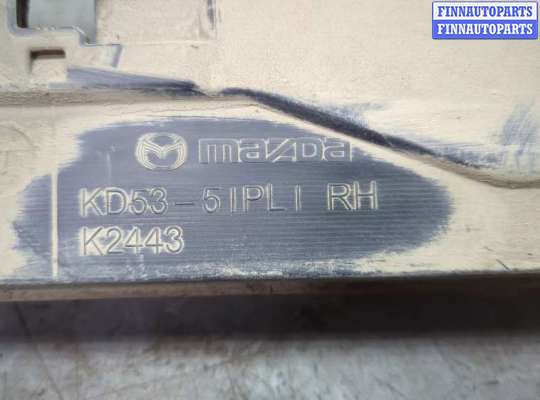 FINNAUTOPARTS
FINNAUTOPARTS
mazda
KD53-51PL1 RH
K2443